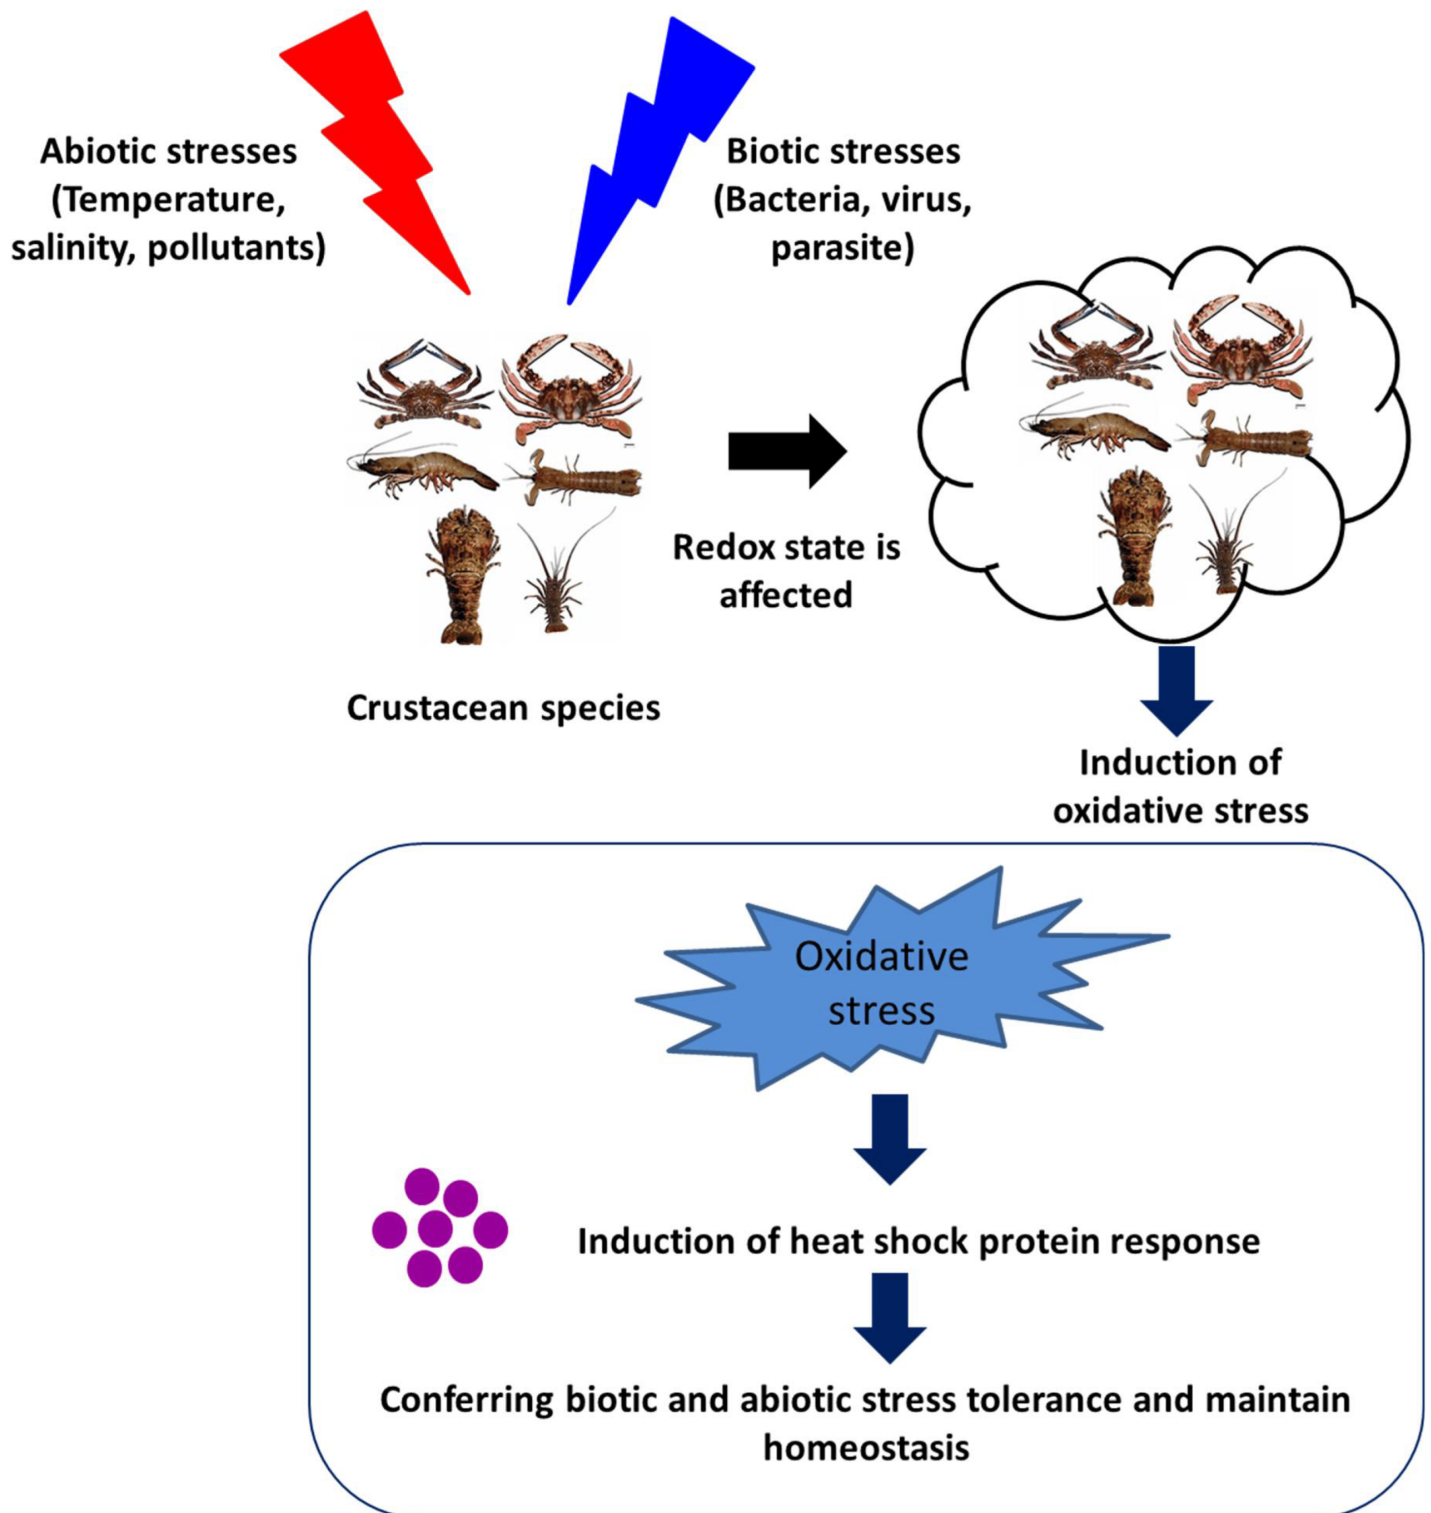 Abiotic stresses
(Temperature,
salinity, pollutants)
Biotic stresses
(Bacteria, virus,
parasite)
Redox state is
affected
Crustacean species
Induction of
oxidative stress
Oxidative
stress
Induction of heat shock protein response
Conferring biotic and abiotic stress tolerance and maintain
homeostasis